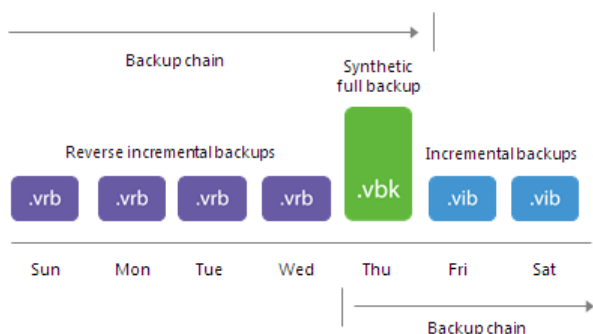 Backup chain
Synthetic
full backup
Reverse incremental backups
Incremental backups
.vrb .vrb .vrb .vrb .vbk .vib .vib
Sun Mon Tue Wed Thu Fri Sat
Backup chain